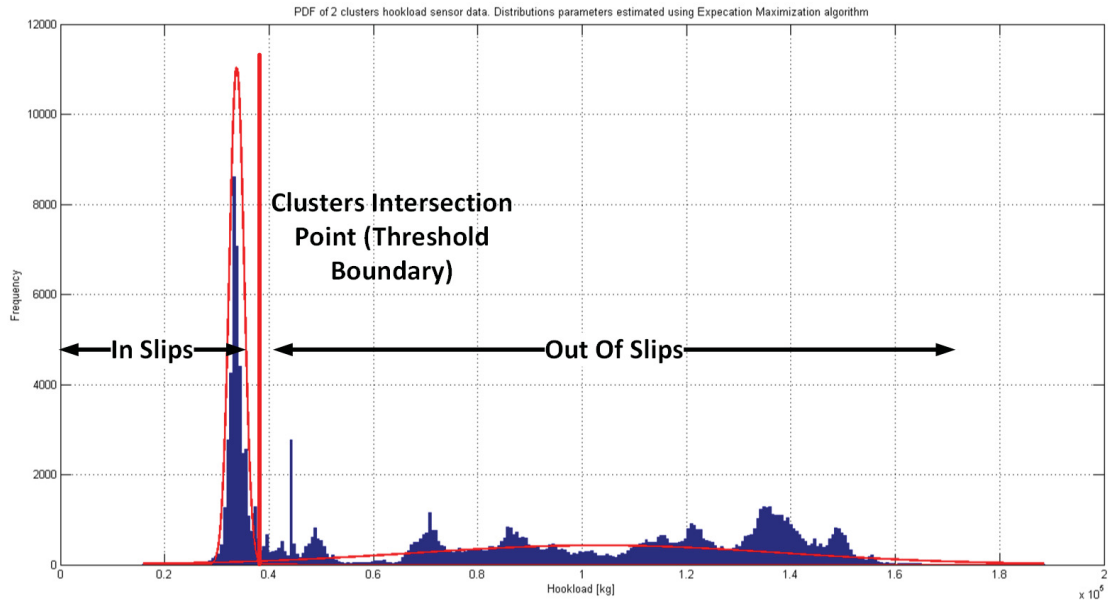 PDF of 2 clusters hookload sensor data. Distributions parameters estimated using Expecation Maximization algorithm
12000
10000
8000
6000
4000
2000
0
Frequency
Clusters Intersection
Point (Threshold
Boundary)
In Slips
Out Of Slips
0
0.2
0.4
0.6
0.8
1
1.2
1.4
1.6
1.8
2
Hookload [kg]
x 10⁵